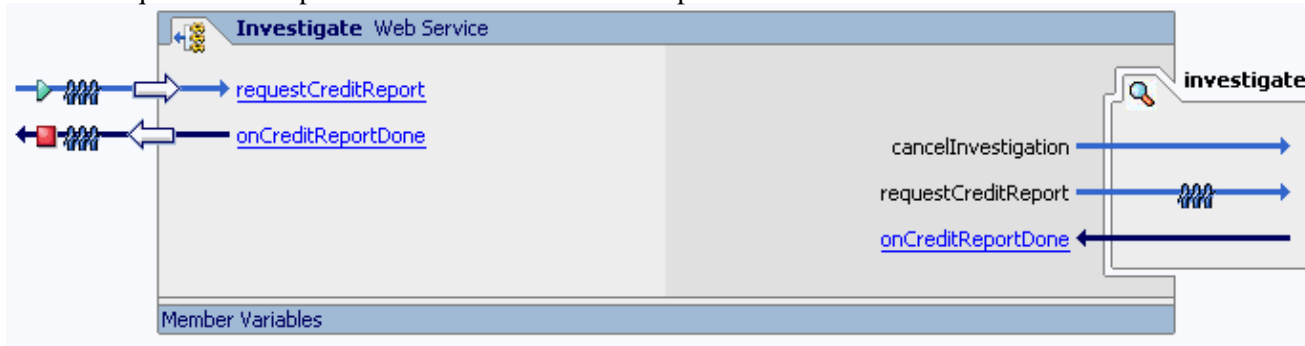 Investigate Web Service
requestCreditReport
onCreditReportDone
investigate
cancelInvestigation
requestCreditReport
onCreditReportDone
Member Variables